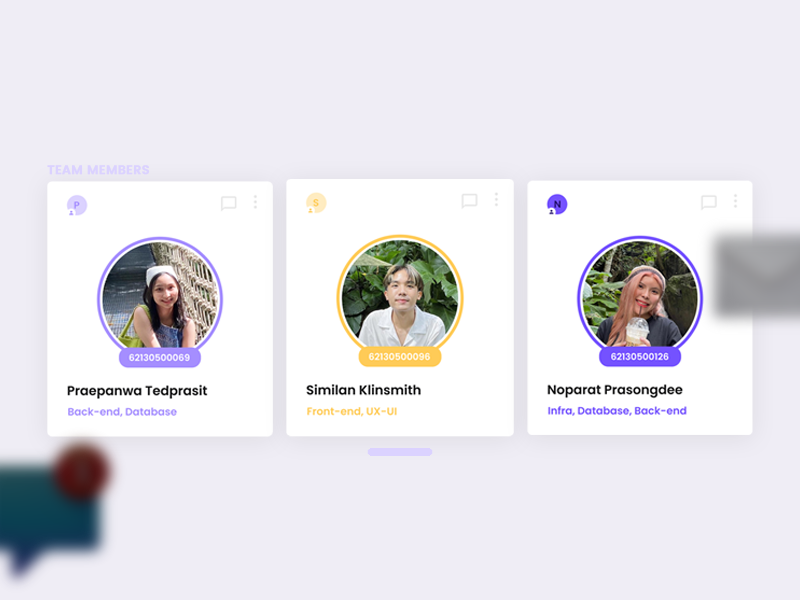 TEAM MEMBERS
P
62130500069
Praepanwa Tedprasit
Back-end, Database
S
62130500096
Similan Klinsmith
Front-end, UX-UI
N
62130500126
Noparat Prasongdee
Infra, Database, Back-end